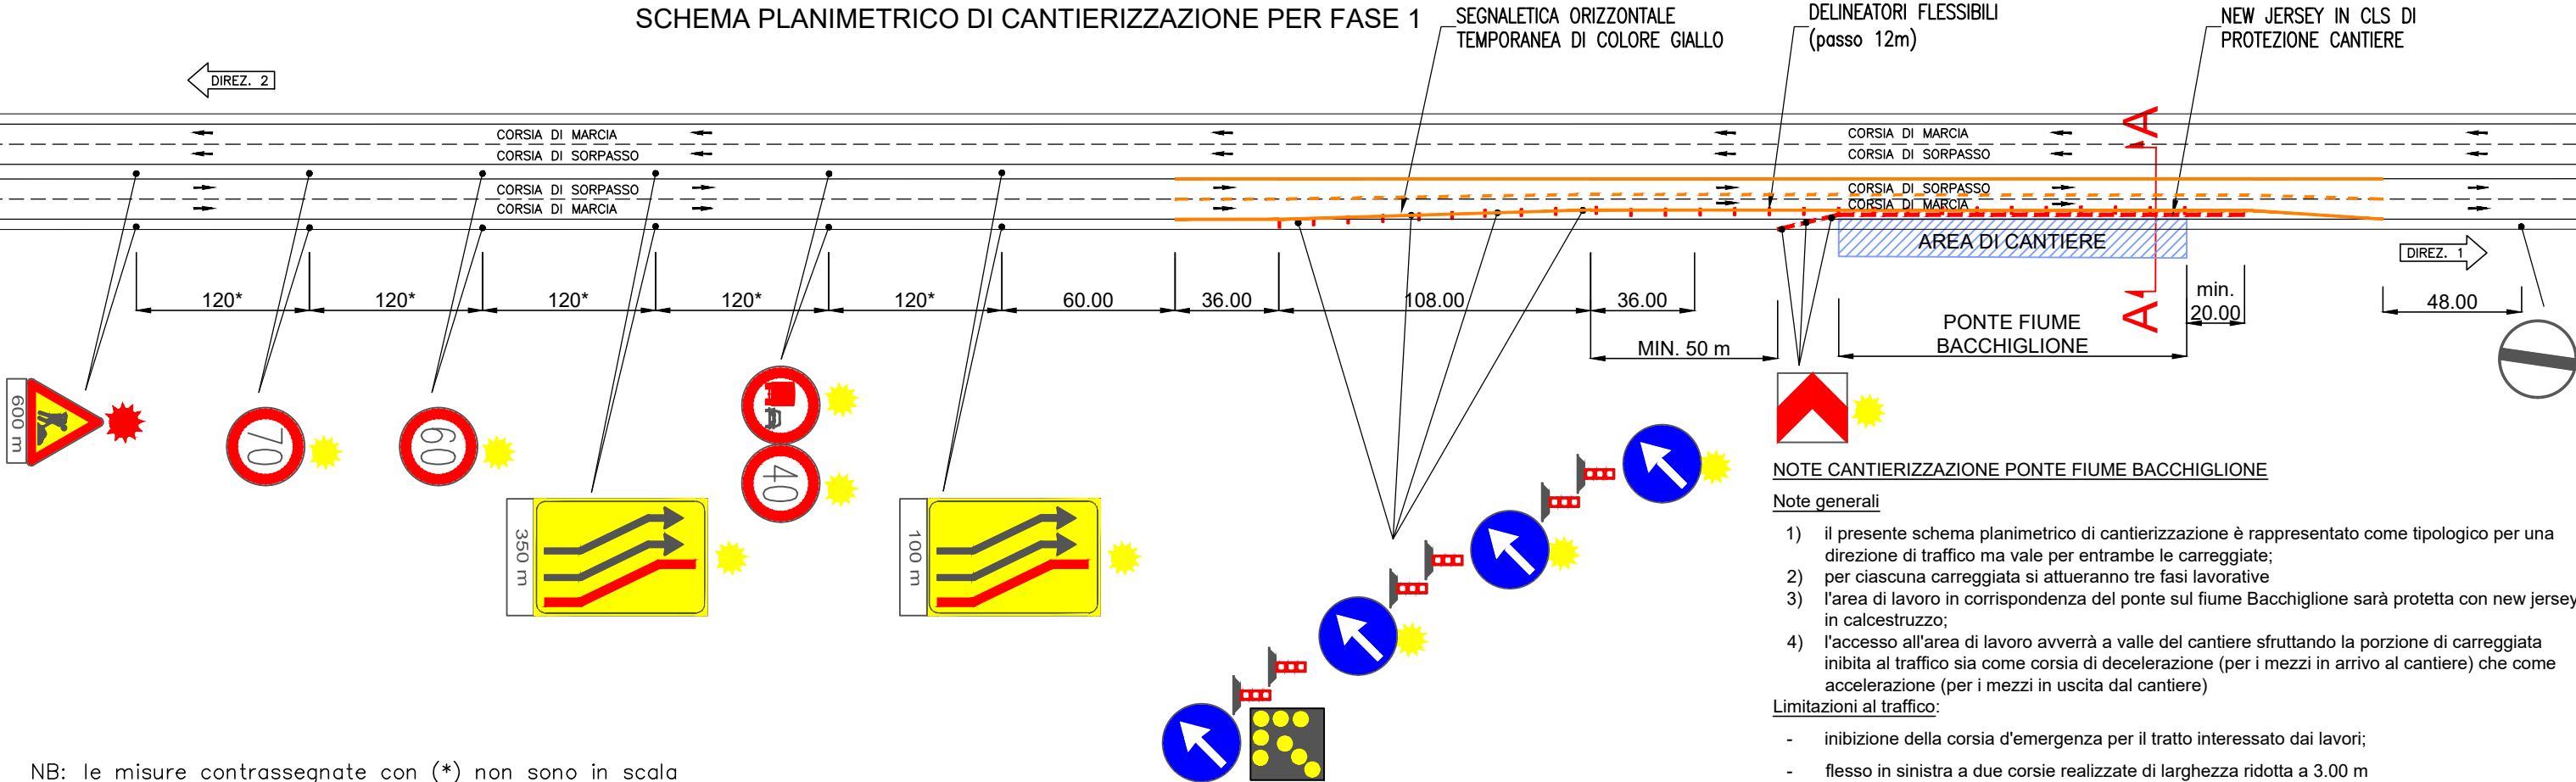 SCHEMA PLANIMETRICO DI CANTIERIZZAZIONE PER FASE 1
SEGNALETICA ORIZZONTALE
TEMPORANEA DI COLORE GIALLO
DELINEATORI FLESSIBILI
(passo 12m)
NEW JERSEY IN CLS DI
PROTEZIONE CANTIERE
DIREZ. 2
CORSIA DI MARCIA
CORSIA DI SORPASSO
CORSIA DI SORPASSO
CORSIA DI MARCIA
CORSIA DI MARCIA
CORSIA DI SORPASSO
CORSIA DI SORPASSO
CORSIA DI MARCIA
A
A
AREA DI CANTIERE
DIREZ. 1
120*
120*
120*
120*
120*
60.00
36.00
108.00
36.00
min.
20.00
48.00
MIN. 50 m
PONTE FIUME
BACCHIGLIONE
600 m
70
60
350 m
40
100 m
NOTE CANTIERIZZAZIONE PONTE FIUME BACCHIGLIONE
Note generali
1) il presente schema planimetrico di cantierizzazione è rappresentato come tipologico per una
direzione di traffico ma vale per entrambe le carreggiate;
2) per ciascuna carreggiata si attueranno tre fasi lavorative
3) l'area di lavoro in corrispondenza del ponte sul fiume Bacchiglione sarà protetta con new jersey
in calcestruzzo;
4) l'accesso all'area di lavoro avverrà a valle del cantiere sfruttando la porzione di carreggiata
inibita al traffico sia come corsia di decelerazione (per i mezzi in arrivo al cantiere) che come
accelerazione (per i mezzi in uscita dal cantiere)
Limitazioni al traffico:
- inibizione della corsia d'emergenza per il tratto interessato dai lavori;
- flesso in sinistra a due corsie realizzate di larghezza ridotta a 3.00 m
NB: le misure contrassegnate con (*) non sono in scala